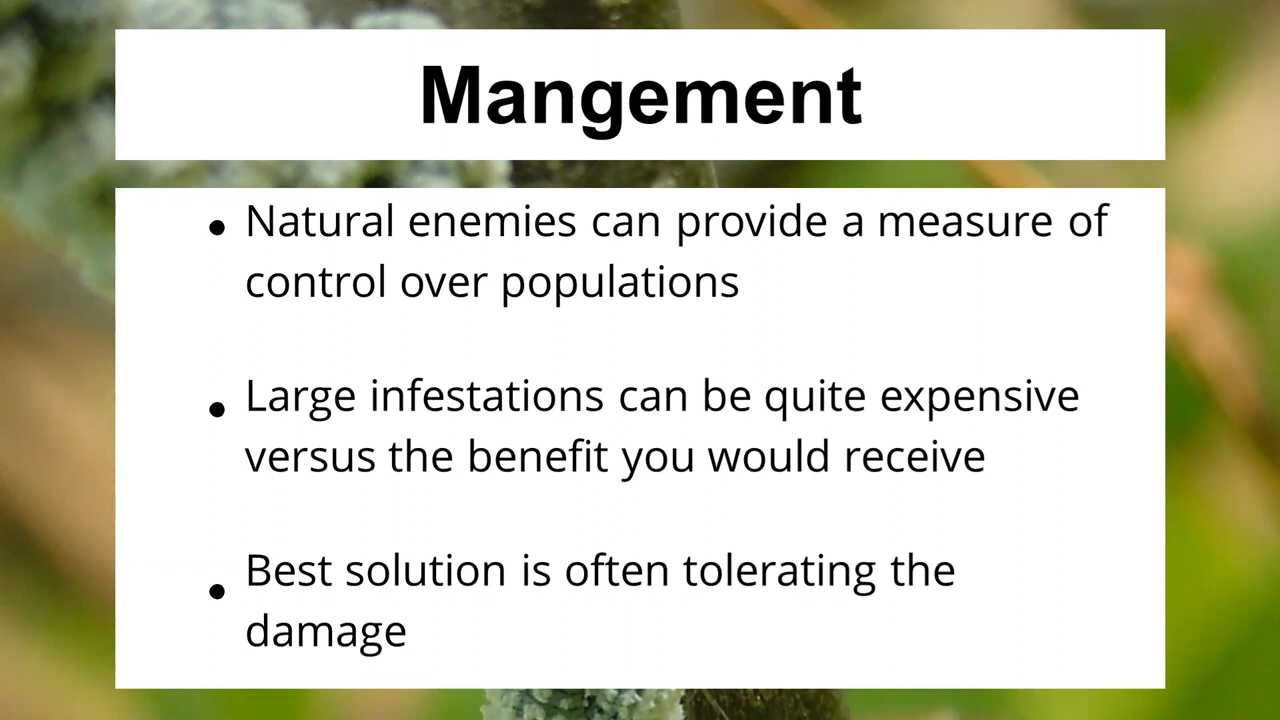 Mangement
• Natural enemies can provide a measure of
control over populations
• Large infestations can be quite expensive
versus the benefit you would receive
• Best solution is often tolerating the
damage